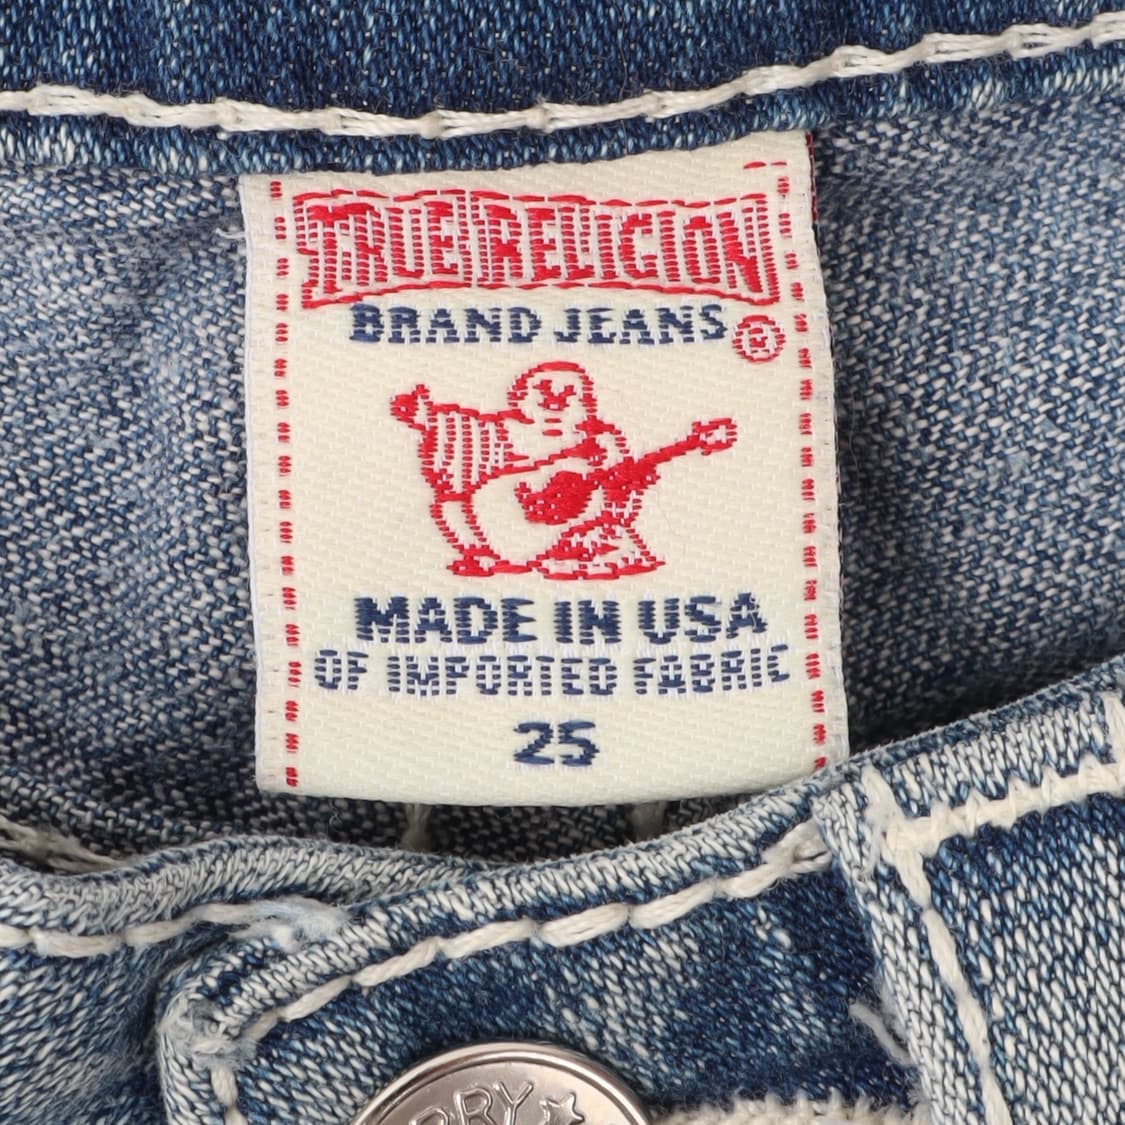 TRUE RELIGION
BRAND JEANS ®
MADE IN USA
OF IMPORTED FABRIC
25